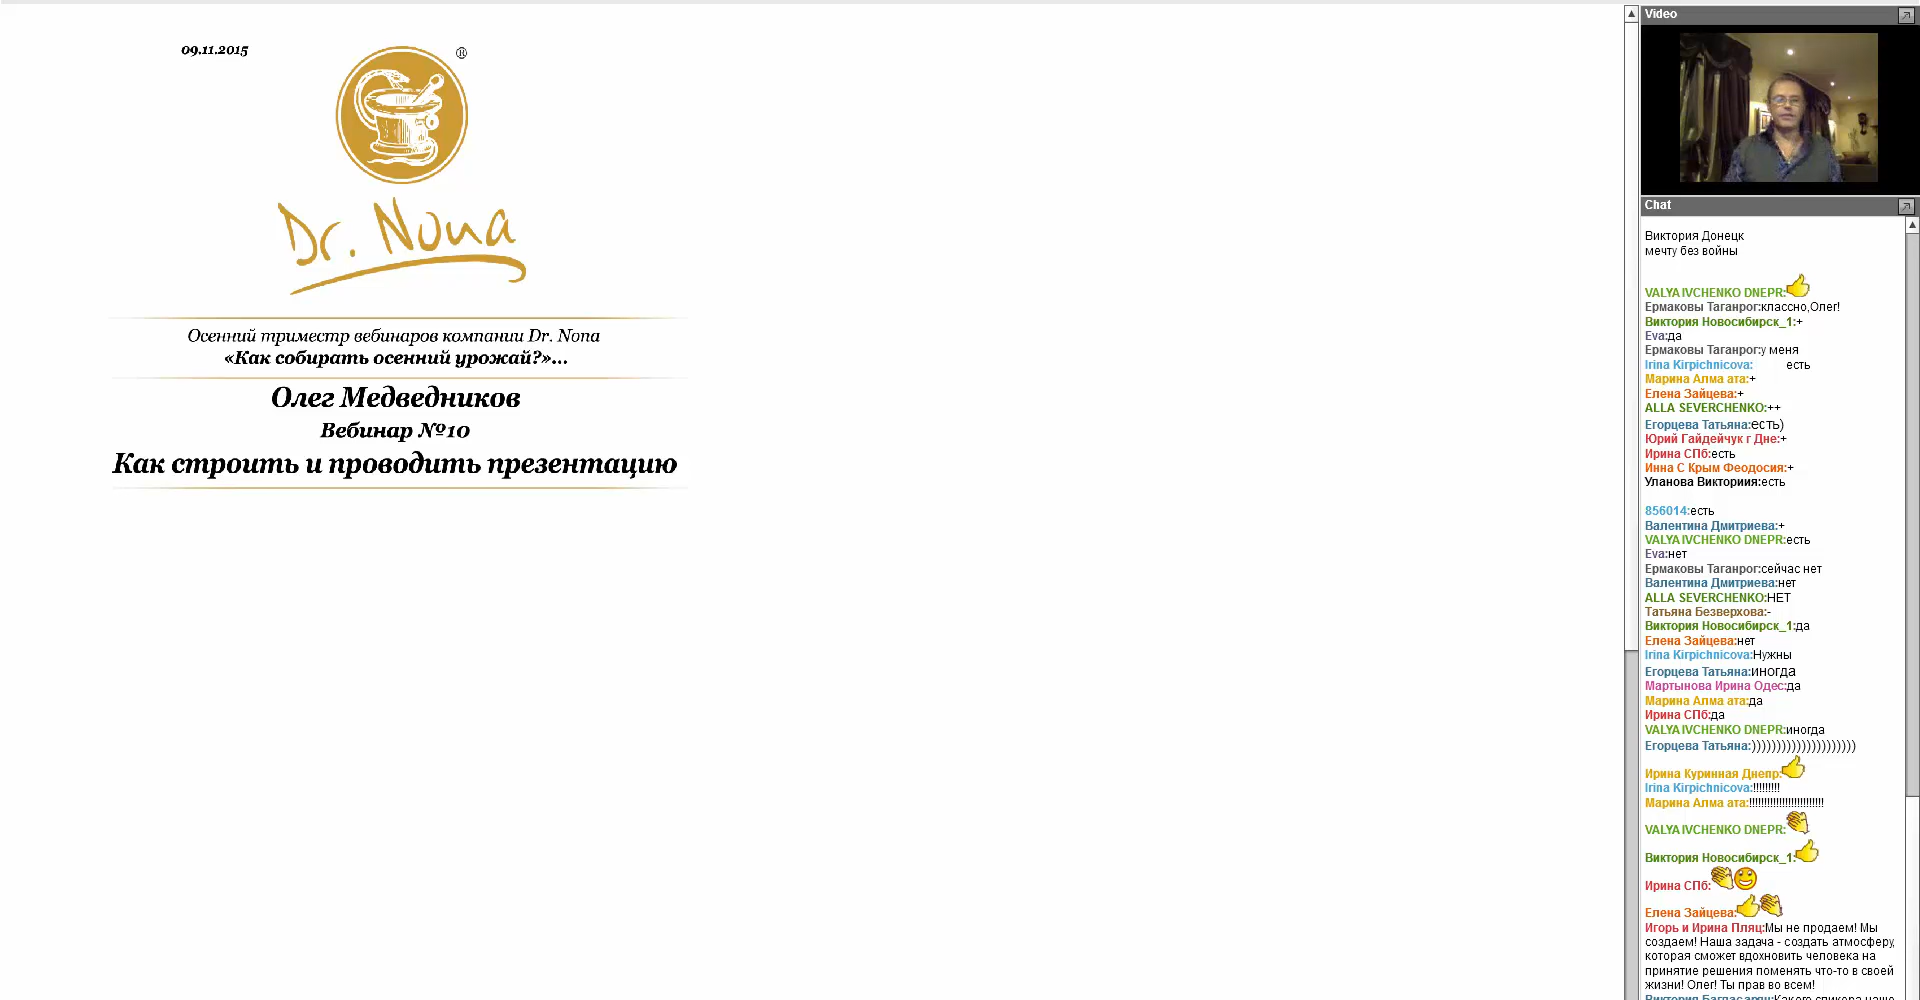 09.11.2015
®
Dr. Nona
Осенний триместр вебинаров компании Dr. Nona
«Как собирать осенний урожай?»...
Олег Медведников
Вебинар №10
Как строить и проводить презентацию
Video
Chat
Виктория Донецк
мечту без войны
VALYA IVCHENKO DNEPR:
Ермаковы Таганрог:классно,Олег!
Виктория Новосибирск_1:+
Eva:да
Ермаковы Таганрог:у меня
Irina Kirpichnicova: есть
Марина Алма ата:+
Елена Зайцева:+
ALLA SEVERCHENKO:++
Егорцева Татьяна:есть)
Юрий Гайдейчук г Дне:+
Ирина СПб:есть
Инна С Крым Феодосия:+
Уланова Викториия:есть
856014:есть
Валентина Дмитриева:+
VALYA IVCHENKO DNEPR:есть
Eva:нет
Ермаковы Таганрог:сейчас нет
Валентина Дмитриева:нет
ALLA SEVERCHENKO:НЕТ
Татьяна Безверхова:-
Виктория Новосибирск_1:да
Елена Зайцева:нет
Irina Kirpichnicova:Нужны
Егорцева Татьяна:иногда
Мартынова Ирина Одес:да
Марина Алма ата:да
Ирина СПб:да
VALYA IVCHENKO DNEPR:иногда
Егорцева Татьяна:)))))))))))))))))))))
Ирина Куринная Днепр:
Irina Kirpichnicova:!!!!!!!!!
Марина Алма ата:!!!!!!!!!!!!!!!!!!!!!!!!!
VALYA IVCHENKO DNEPR:
Виктория Новосибирск_1:
Ирина СПб:
Елена Зайцева:
Игорь и Ирина Пляц:Мы не продаем! Мы
создаем! Наша задача - создать атмосферу,
которая сможет вдохновить человека на
принятие решения поменять что-то в своей
жизни! Олег! Ты прав во всем!